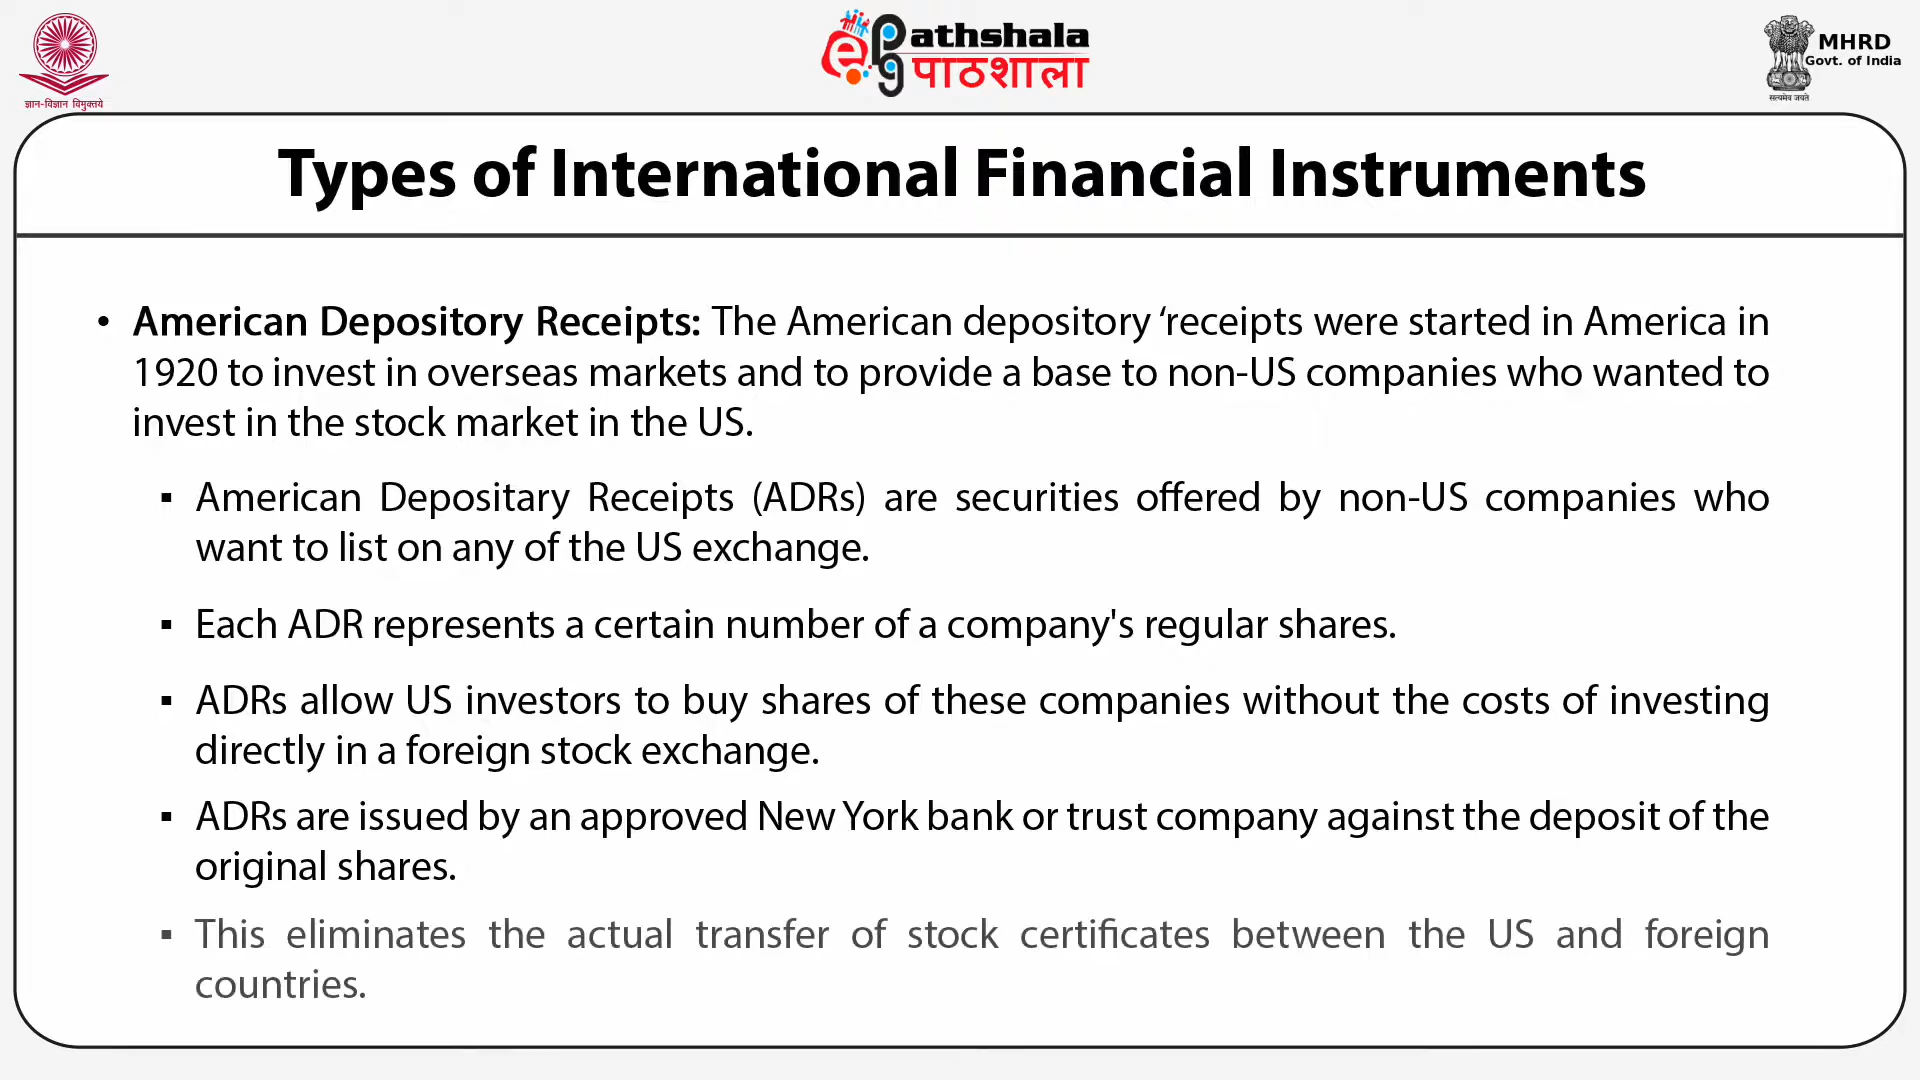 ज्ञान-विज्ञान विमुक्तये
ePathshala
पाठशाला
MHRD
Govt. of India
सत्यमेव जयते
Types of International Financial Instruments
• American Depository Receipts: The American depository ‘receipts were started in America in
1920 to invest in overseas markets and to provide a base to non-US companies who wanted to
invest in the stock market in the US.
▪ American Depositary Receipts (ADRs) are securities offered by non-US companies who
want to list on any of the US exchange.
▪ Each ADR represents a certain number of a company's regular shares.
▪ ADRs allow US investors to buy shares of these companies without the costs of investing
directly in a foreign stock exchange.
▪ ADRs are issued by an approved New York bank or trust company against the deposit of the
original shares.
▪ This eliminates the actual transfer of stock certificates between the US and foreign
countries.